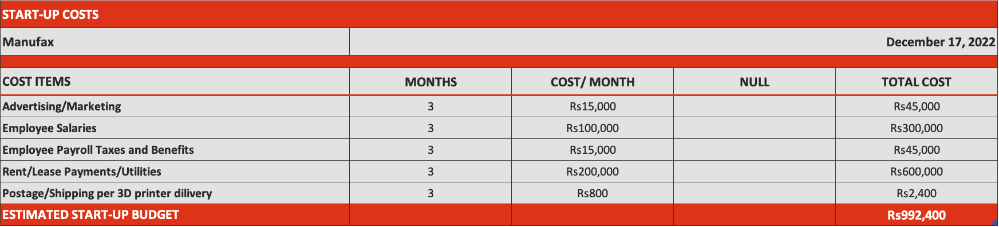 START-UP COSTS
Manufax December 17, 2022
COST ITEMS MONTHS COST/ MONTH NULL TOTAL COST
Advertising/Marketing 3 Rs15,000 Rs45,000
Employee Salaries 3 Rs100,000 Rs300,000
Employee Payroll Taxes and Benefits 3 Rs15,000 Rs45,000
Rent/Lease Payments/Utilities 3 Rs200,000 Rs600,000
Postage/Shipping per 3D printer dilivery 3 Rs800 Rs2,400
ESTIMATED START-UP BUDGET Rs992,400